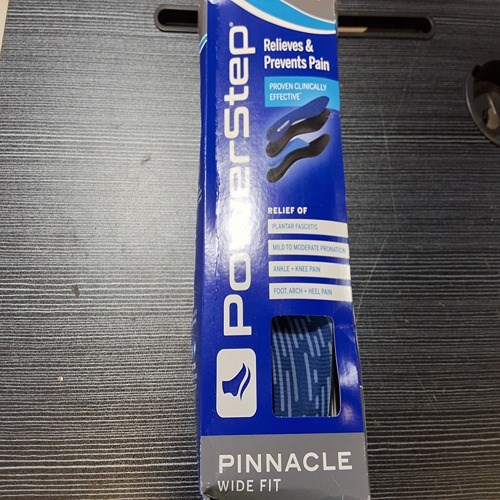 PowerStep
Relieves &
Prevents Pain
PROVEN CLINICALLY
EFFECTIVE
RELIEF OF
PLANTAR FASCIITIS
MILD TO MODERATE PRONATION
ANKLE + KNEE PAIN
FOOT, ARCH + HEEL PAIN
PINNACLE
WIDE FIT